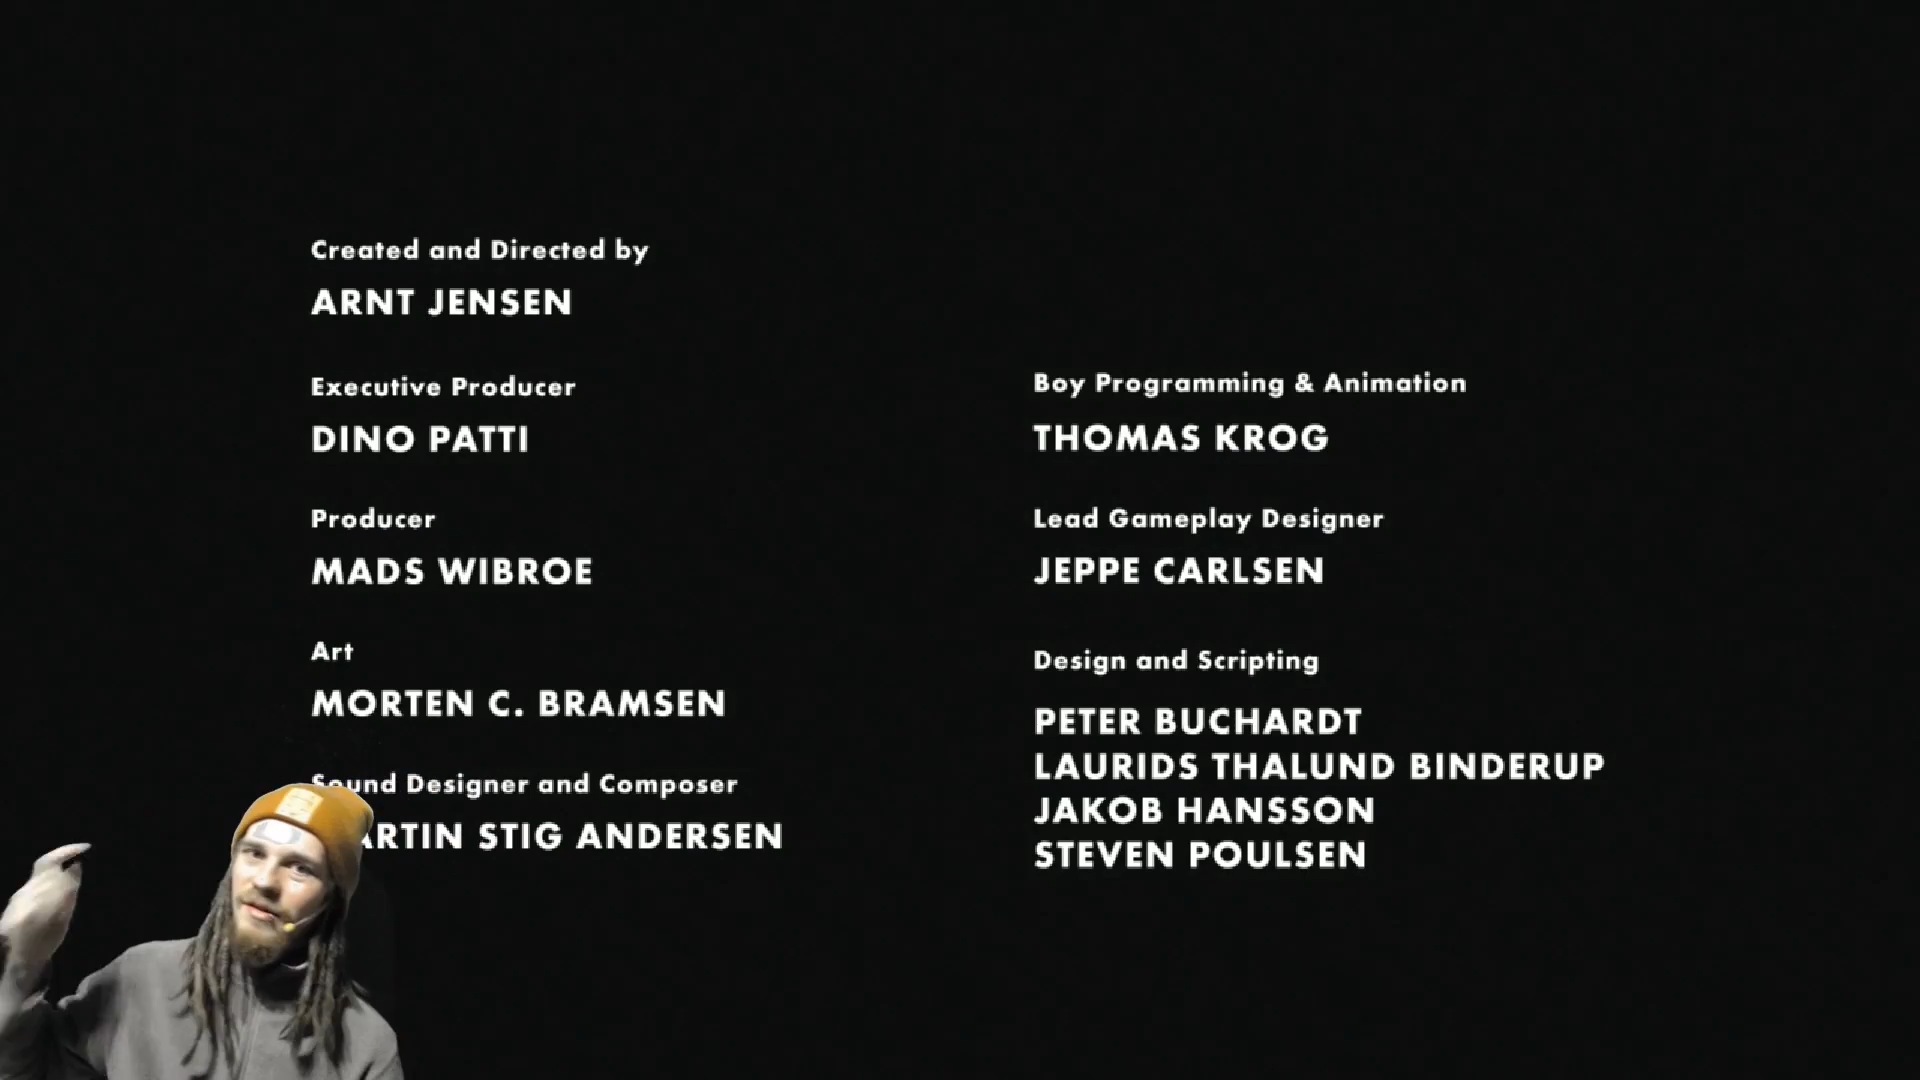 Created and Directed by
ARNT JENSEN
Executive Producer
DINO PATTI
Producer
MADS WIBROE
Art
MORTEN C. BRAMSEN
Sound Designer and Composer
MARTIN STIG ANDERSEN
Boy Programming & Animation
THOMAS KROG
Lead Gameplay Designer
JEPPE CARLSEN
Design and Scripting
PETER BUCHARDT
LAURIDS THALUND BINDERUP
JAKOB HANSSON
STEVEN POULSEN